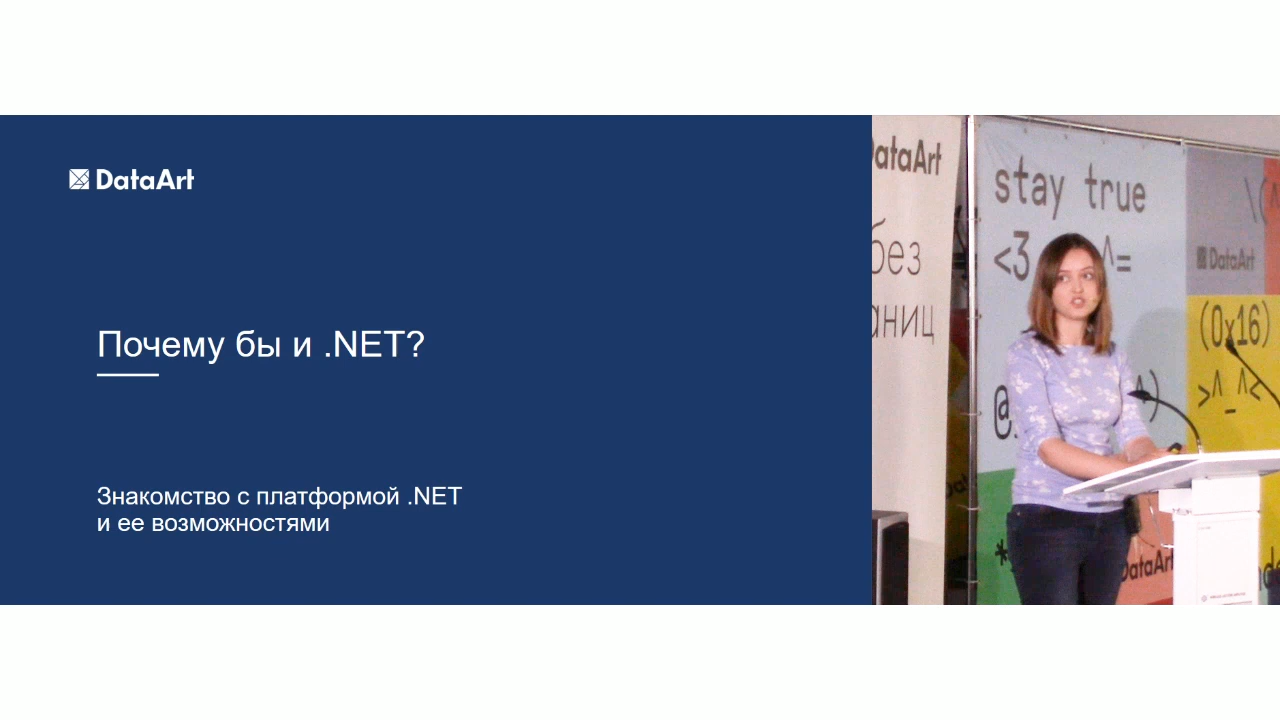 DataArt
Почему бы и .NET?
Знакомство с платформой .NET
и ее возможностями
DataArt
без
stay true
<3
^=
DataArt
(0x16)
>^_^<
DataArt